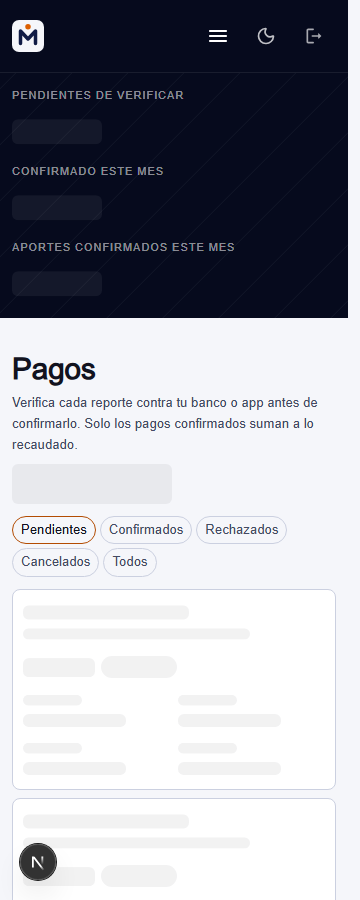 M
PENDIENTES DE VERIFICAR
CONFIRMADO ESTE MES
APORTES CONFIRMADOS ESTE MES
Pagos
Verifica cada reporte contra tu banco o app antes de
confirmarlo. Solo los pagos confirmados suman a lo
recaudado.
Pendientes Confirmados Rechazados
Cancelados Todos
N